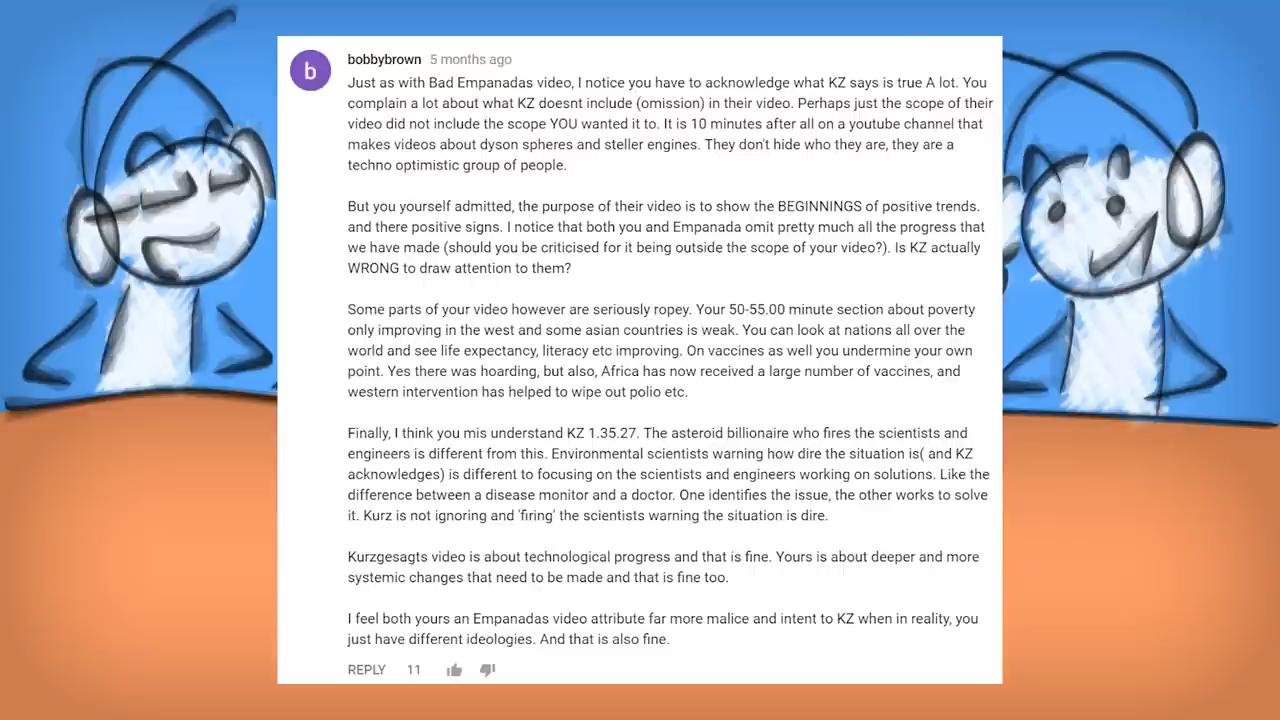 b
bobbybrown 5 months ago
Just as with Bad Empanadas video, I notice you have to acknowledge what KZ says is true A lot. You
complain a lot about what KZ doesnt include (omission) in their video. Perhaps just the scope of their
video did not include the scope YOU wanted it to. It is 10 minutes after all on a youtube channel that
makes videos about dyson spheres and steller engines. They don't hide who they are, they are a
techno optimistic group of people.
But you yourself admitted, the purpose of their video is to show the BEGINNINGS of positive trends.
and there positive signs. I notice that both you and Empanada omit pretty much all the progress that
we have made (should you be criticised for it being outside the scope of your video?). Is KZ actually
WRONG to draw attention to them?
Some parts of your video however are seriously ropey. Your 50-55.00 minute section about poverty
only improving in the west and some asian countries is weak. You can look at nations all over the
world and see life expectancy, literacy etc improving. On vaccines as well you undermine your own
point. Yes there was hoarding, but also, Africa has now received a large number of vaccines, and
western intervention has helped to wipe out polio etc.
Finally, I think you mis understand KZ 1.35.27. The asteroid billionaire who fires the scientists and
engineers is different from this. Environmental scientists warning how dire the situation is( and KZ
acknowledges) is different to focusing on the scientists and engineers working on solutions. Like the
difference between a disease monitor and a doctor. One identifies the issue, the other works to solve
it. Kurz is not ignoring and 'firing' the scientists warning the situation is dire.
Kurzgesagts video is about technological progress and that is fine. Yours is about deeper and more
systemic changes that need to be made and that is fine too.
I feel both yours an Empanadas video attribute far more malice and intent to KZ when in reality, you
just have different ideologies. And that is also fine.
REPLY 11